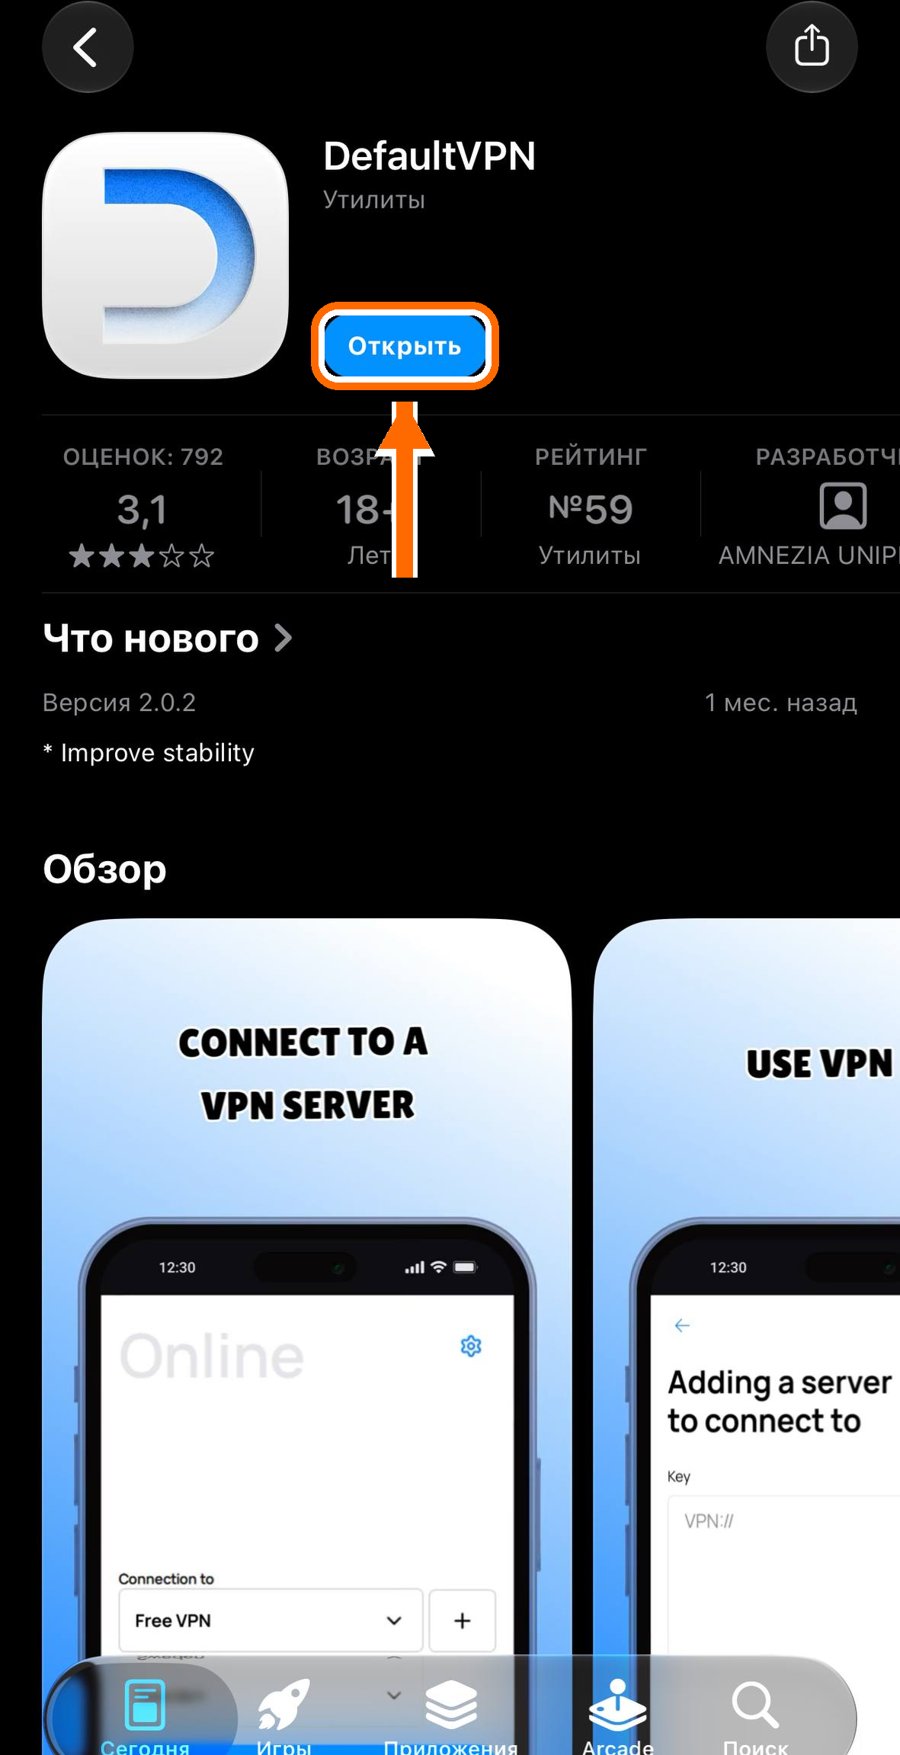 DefaultVPN
Утилиты
Открыть
ОЦЕНОК: 792
3,1
18+
Лет
РЕЙТИНГ
№59
Утилиты
Что нового
Версия 2.0.2
1 мес. назад
* Improve stability
Обзор
CONNECT TO A
VPN SERVER
12:30
Online
Connection to
Free VPN
+
USE VPN
12:30
Adding a server
to connect to
Key
VPN://
Сегодня
Игры
Приложения
Arcade
Поиск